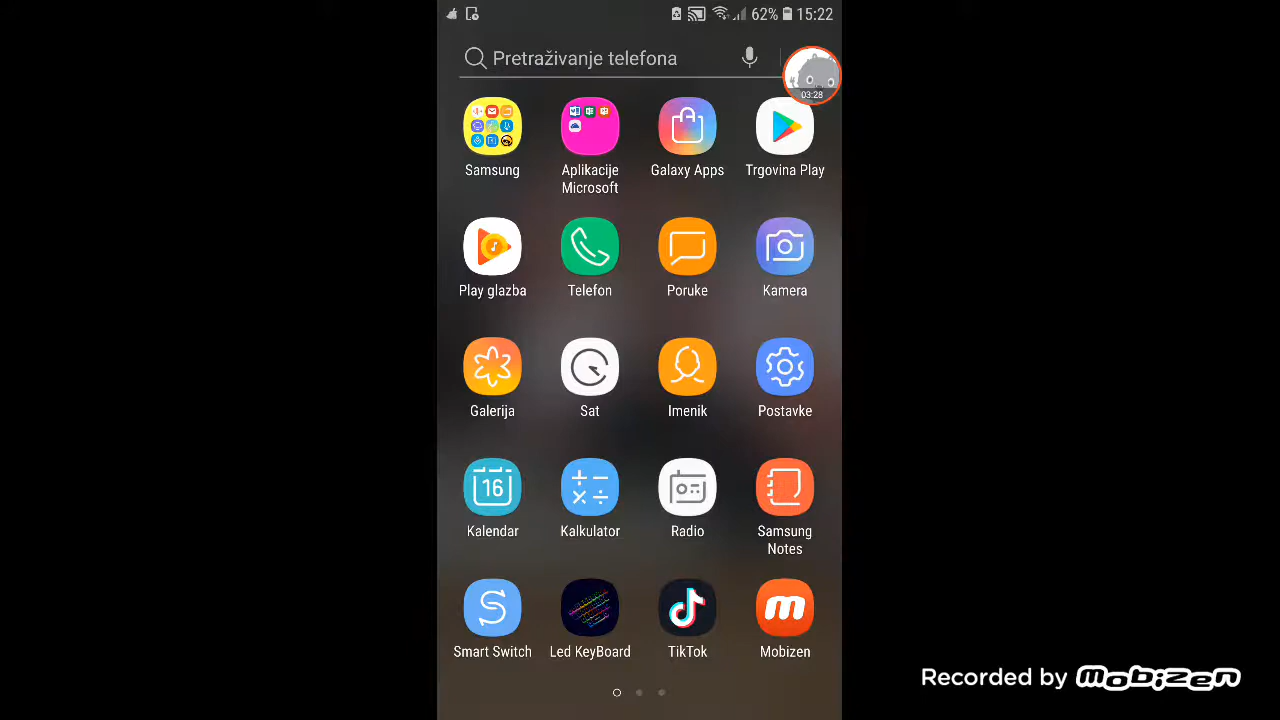 62% 15:22
Pretraživanje telefona
03:28
Samsung
Aplikacije
Microsoft
Galaxy Apps
Trgovina Play
Play glazba
Telefon
Poruke
Kamera
Galerija
Sat
Imenik
Postavke
16
Kalendar
Kalkulator
Radio
Samsung
Notes
Smart Switch
Led KeyBoard
TikTok
m
Mobizen
Recorded by mobizen